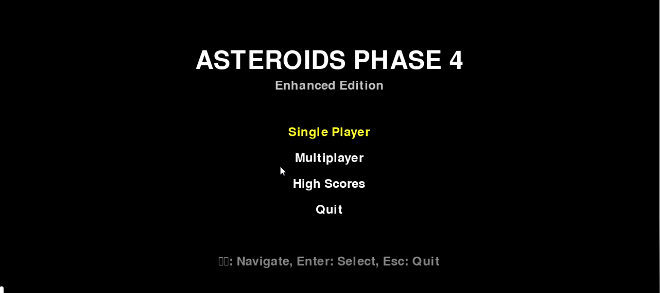 ASTEROIDS PHASE 4
Enhanced Edition
Single Player
Multiplayer
High Scores
Quit
▯▯: Navigate, Enter: Select, Esc: Quit